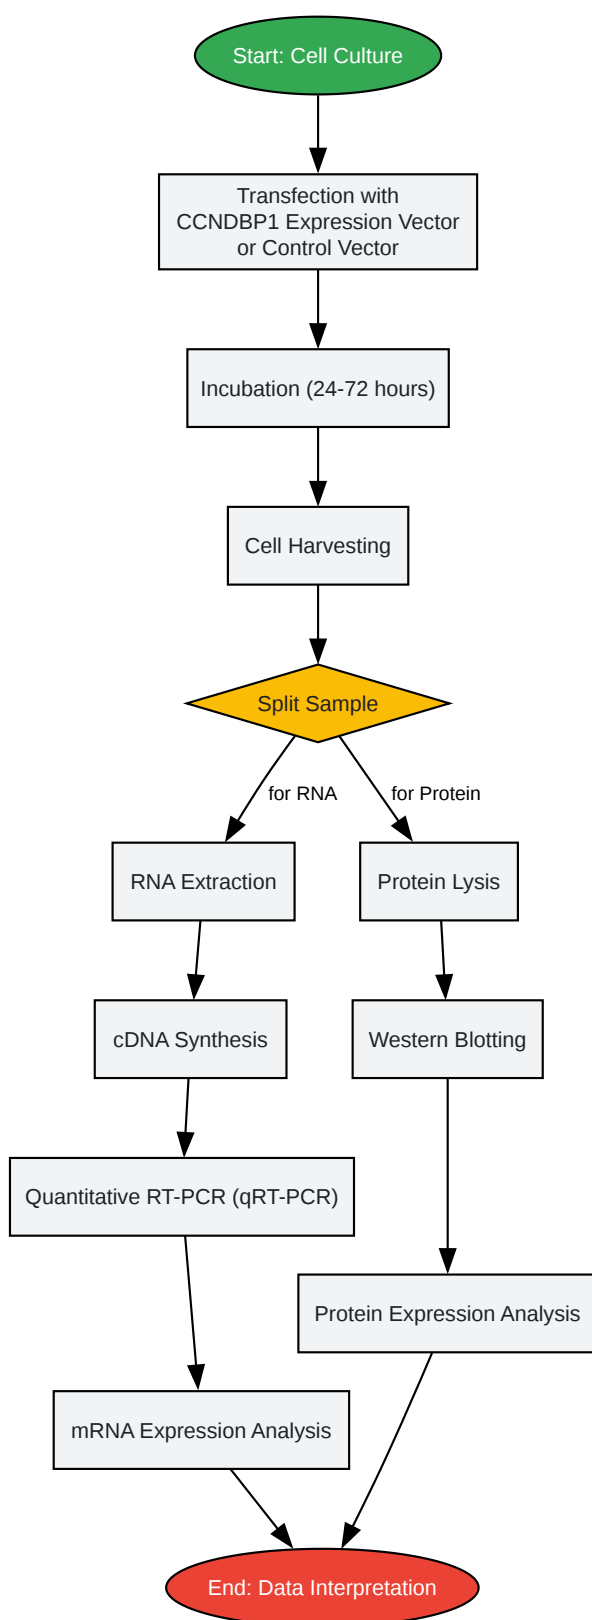 Start: Cell Culture
Transfection with
CCNDBP1 Expression Vector
or Control Vector
Incubation (24-72 hours)
Cell Harvesting
Split Sample
for RNA
for Protein
RNA Extraction
Protein Lysis
cDNA Synthesis
Western Blotting
Quantitative RT-PCR (qRT-PCR)
Protein Expression Analysis
mRNA Expression Analysis
End: Data Interpretation